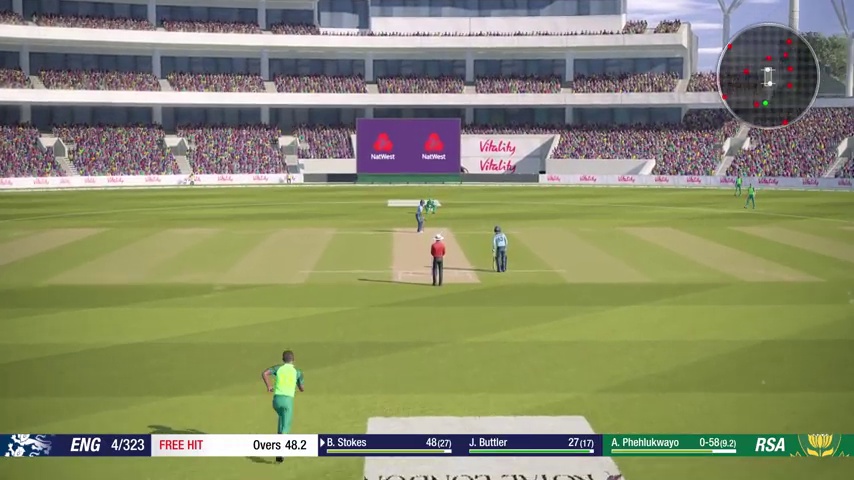 NatWest
NatWest
Vitality
Vitality
ENG 4/323 FREE HIT Overs 48.2 B. Stokes 48(27) J. Buttler 27(17) A. Phehlukwayo 0-58(9.2) RSA